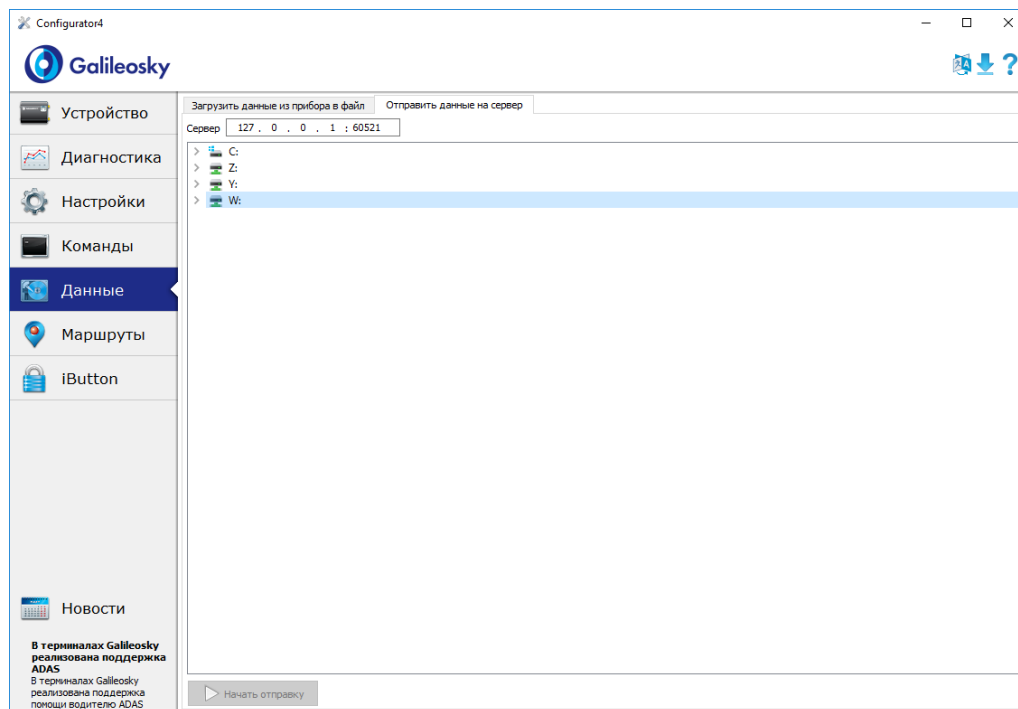 Configurator4
Galileosky
Устройство
Диагностика
Настройки
Команды
Данные
Маршруты
iButton
Загрузить данные из прибора в файл
Отправить данные на сервер
Сервер 127 . 0 . 0 . 1 : 60521
C:
Z:
Y:
W:
Начать отправку
Новости
В терминалах Galileosky
реализована поддержка
ADAS
В терминалах Galileosky
реализована поддержка
помощи водителю ADAS